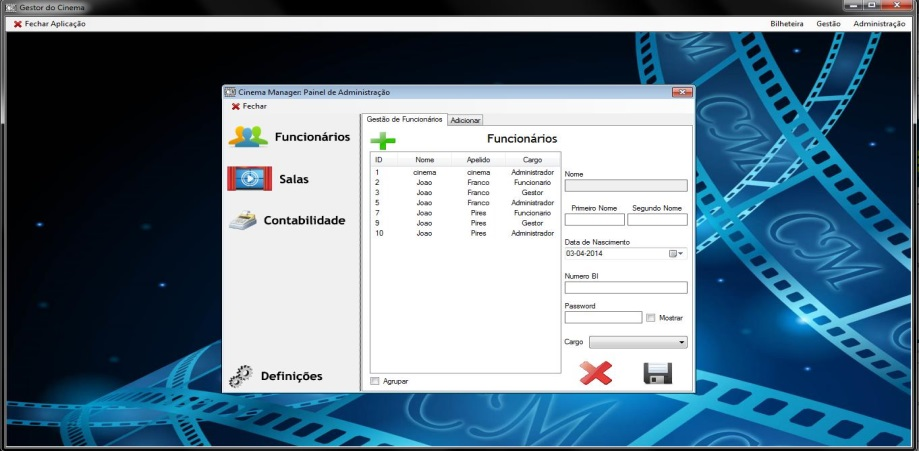 Gestor do Cinema
Fechar Aplicação Bilheteira Gestão Administração
Cinema Manager: Painel de Administração
Fechar
Funcionários
Salas
Contabilidade
Definições
Gestão de Funcionários Adicionar
Funcionários
ID Nome Apelido Cargo
1 cinema cinema Administrador
2 Joao Franco Funcionario
3 Joao Franco Gestor
5 Joao Franco Administrador
7 Joao Pires Funcionario
9 Joao Pires Gestor
10 Joao Pires Administrador
Agrupar
Nome
Primeiro Nome Segundo Nome
Data de Nascimento
03-04-2014
Numero BI
Password
Mostrar
Cargo
CM
CM
CM